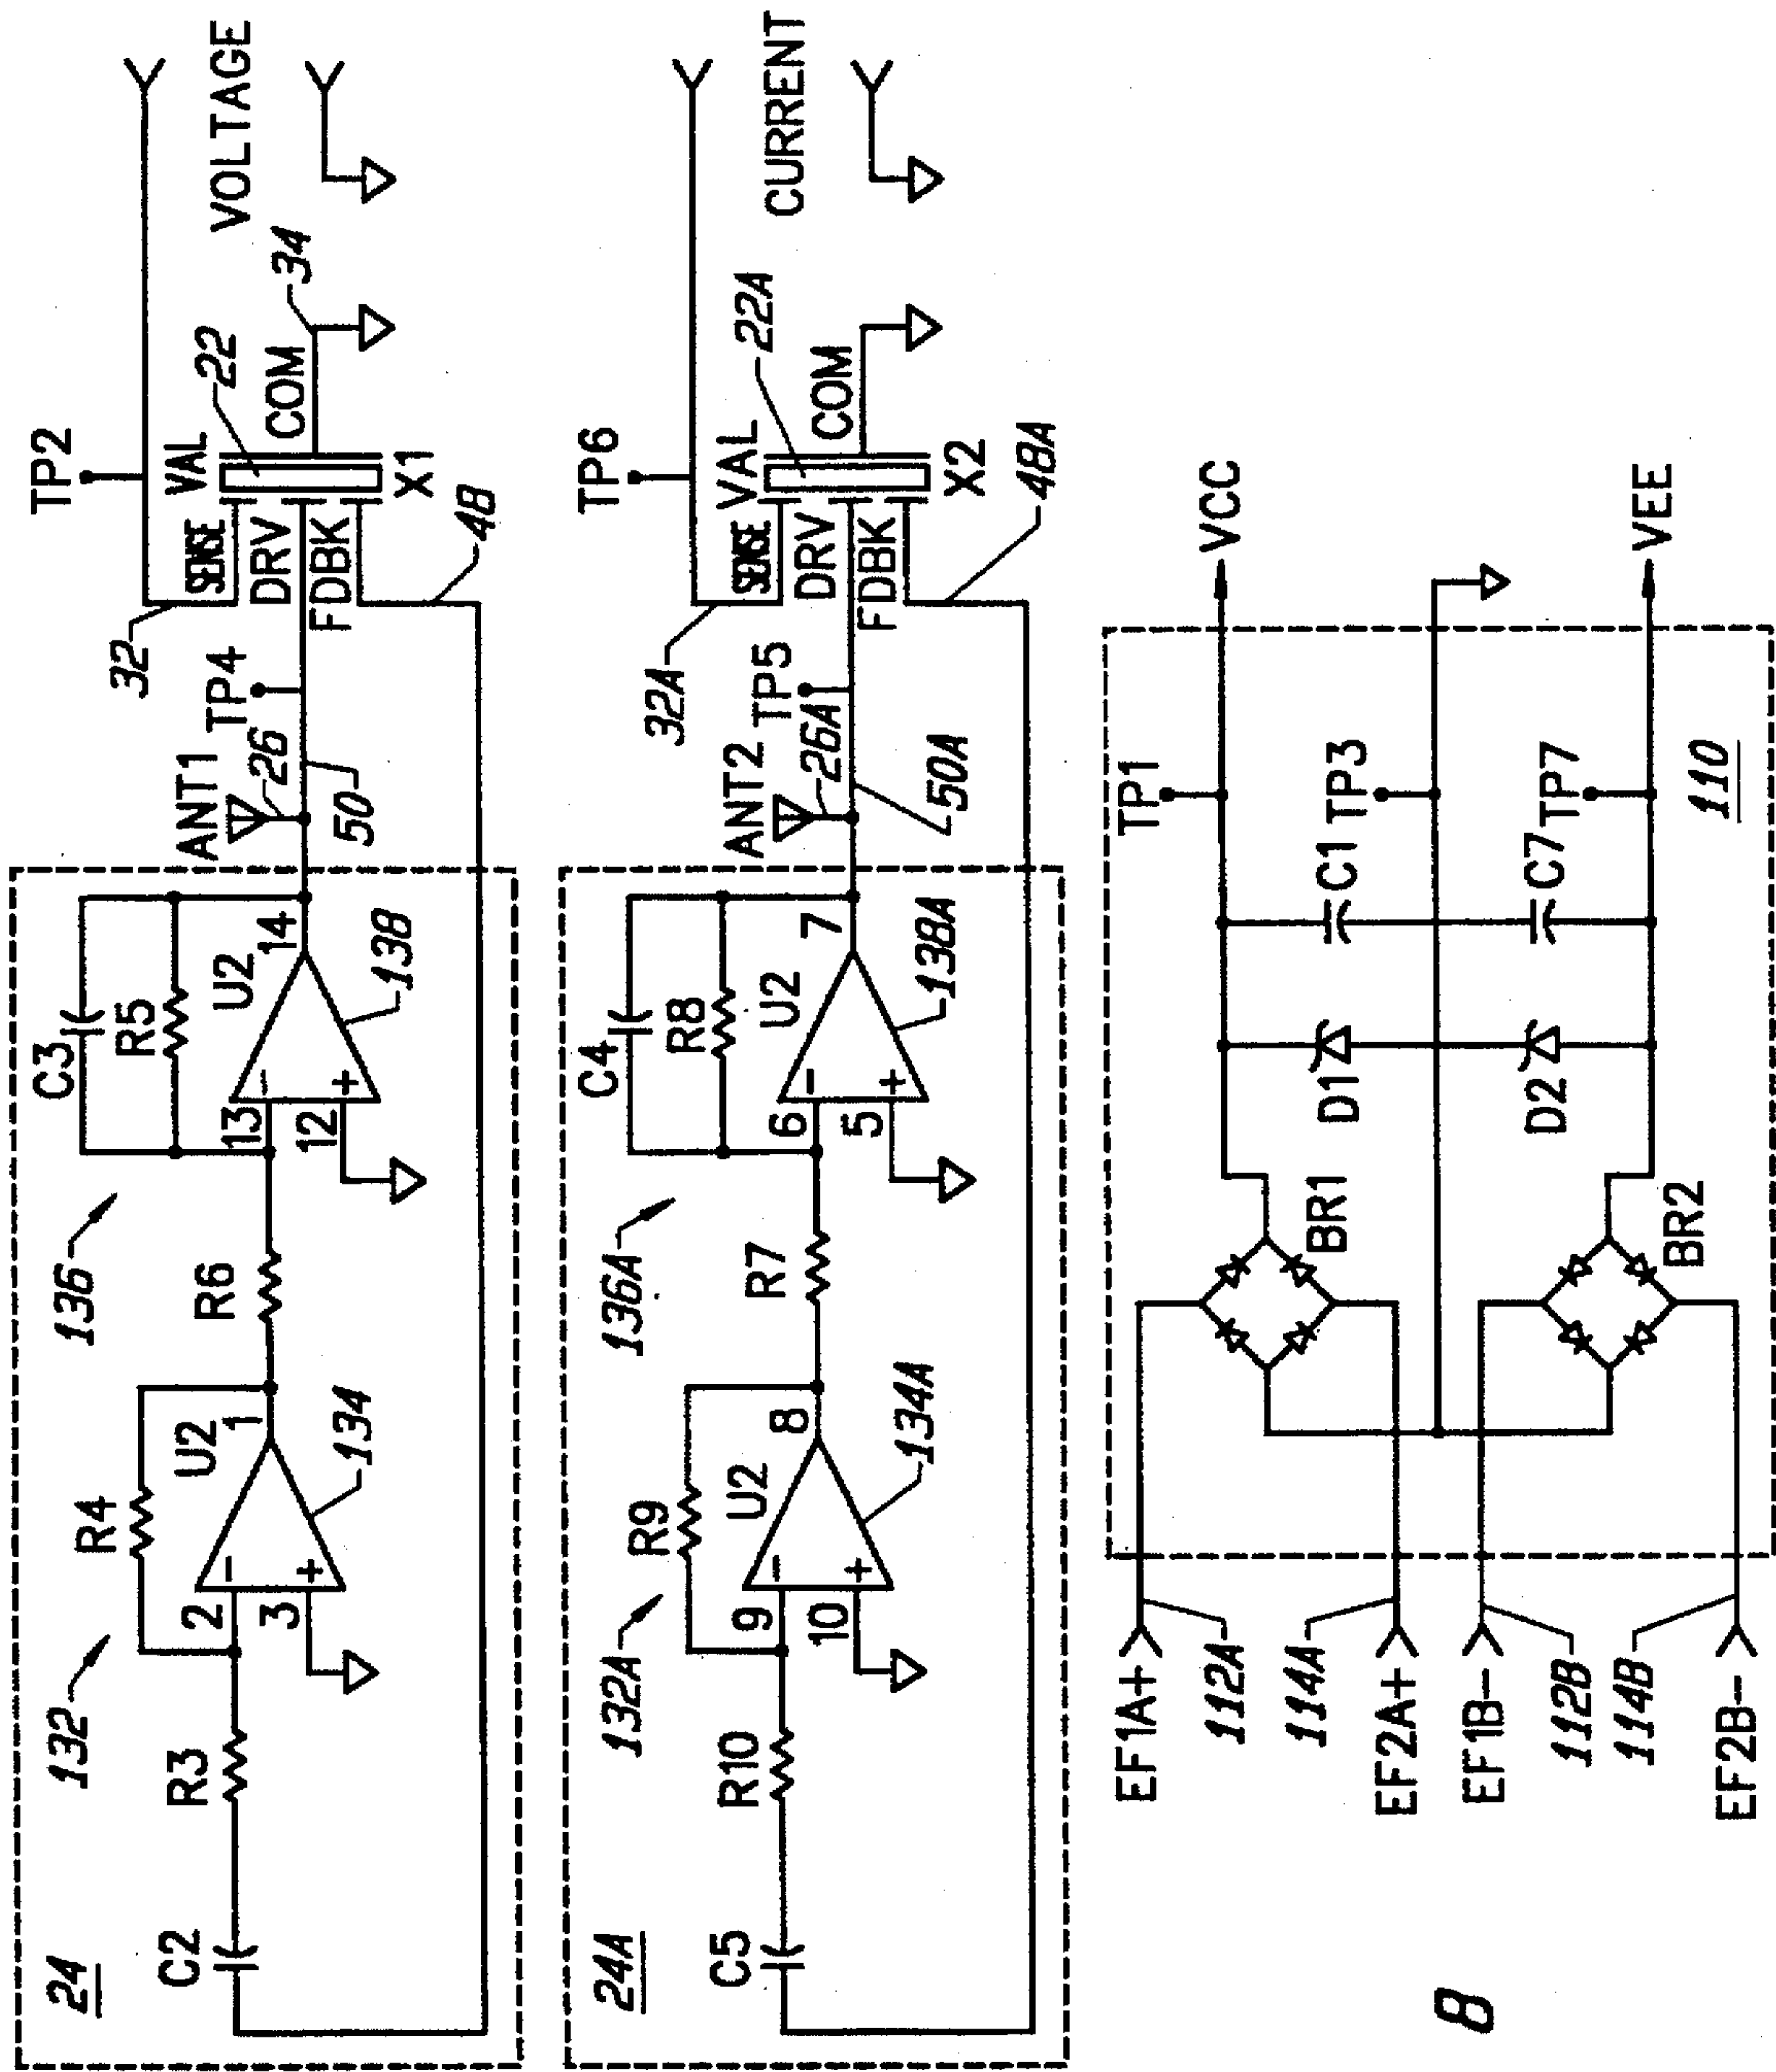 24
C2
R3
132
R4
2
3
U2
1
134
R6
136
C3
R5
13
12
U2
14
138
ANT1
26
50
TP4
32
TP2
SENSE
VAL
22
DRV
COM
34
FDBK
X1
48
VOLTAGE
24A
C5
R10
132A
R9
9
10
U2
8
134A
R7
136A
C4
R8
6
5
U2
7
138A
ANT2
26A
50A
TP5
32A
TP6
SENSE
VAL
22A
DRV
COM
FDBK
X2
48A
CURRENT
EF1A+
112A
114A
EF2A+
EF1B-
112B
114B
EF2B-
BR1
BR2
D1
D2
C1
C7
TP1
TP3
TP7
110
VCC
VEE
8